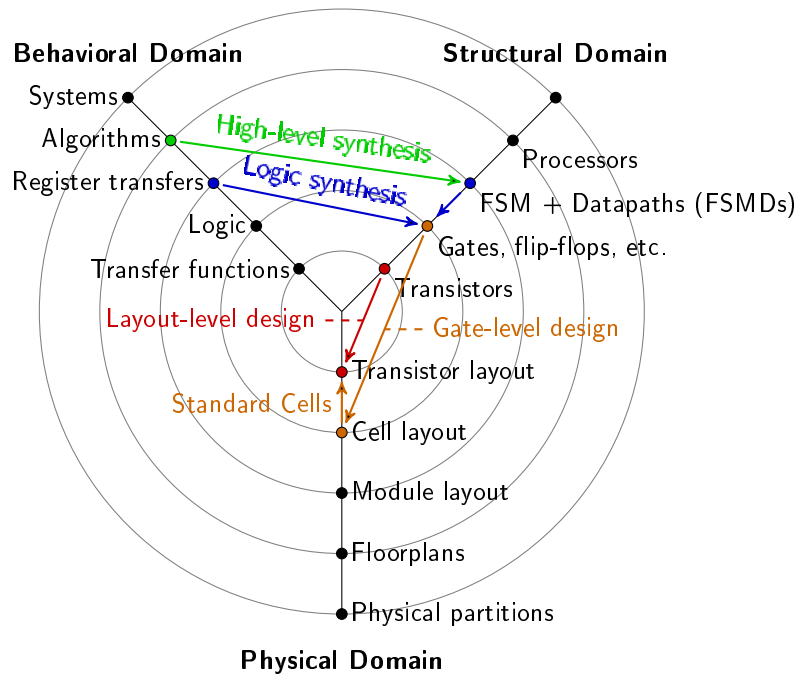 Behavioral Domain
Structural Domain
Systems
Algorithms
High-level synthesis
Processors
Register transfers
Logic synthesis
FSM + Datapaths (FSMDs)
Logic
Gates, flip-flops, etc.
Transfer functions
Transistors
Layout-level design
Gate-level design
Transistor layout
Standard Cells
Cell layout
Module layout
Floorplans
Physical partitions
Physical Domain